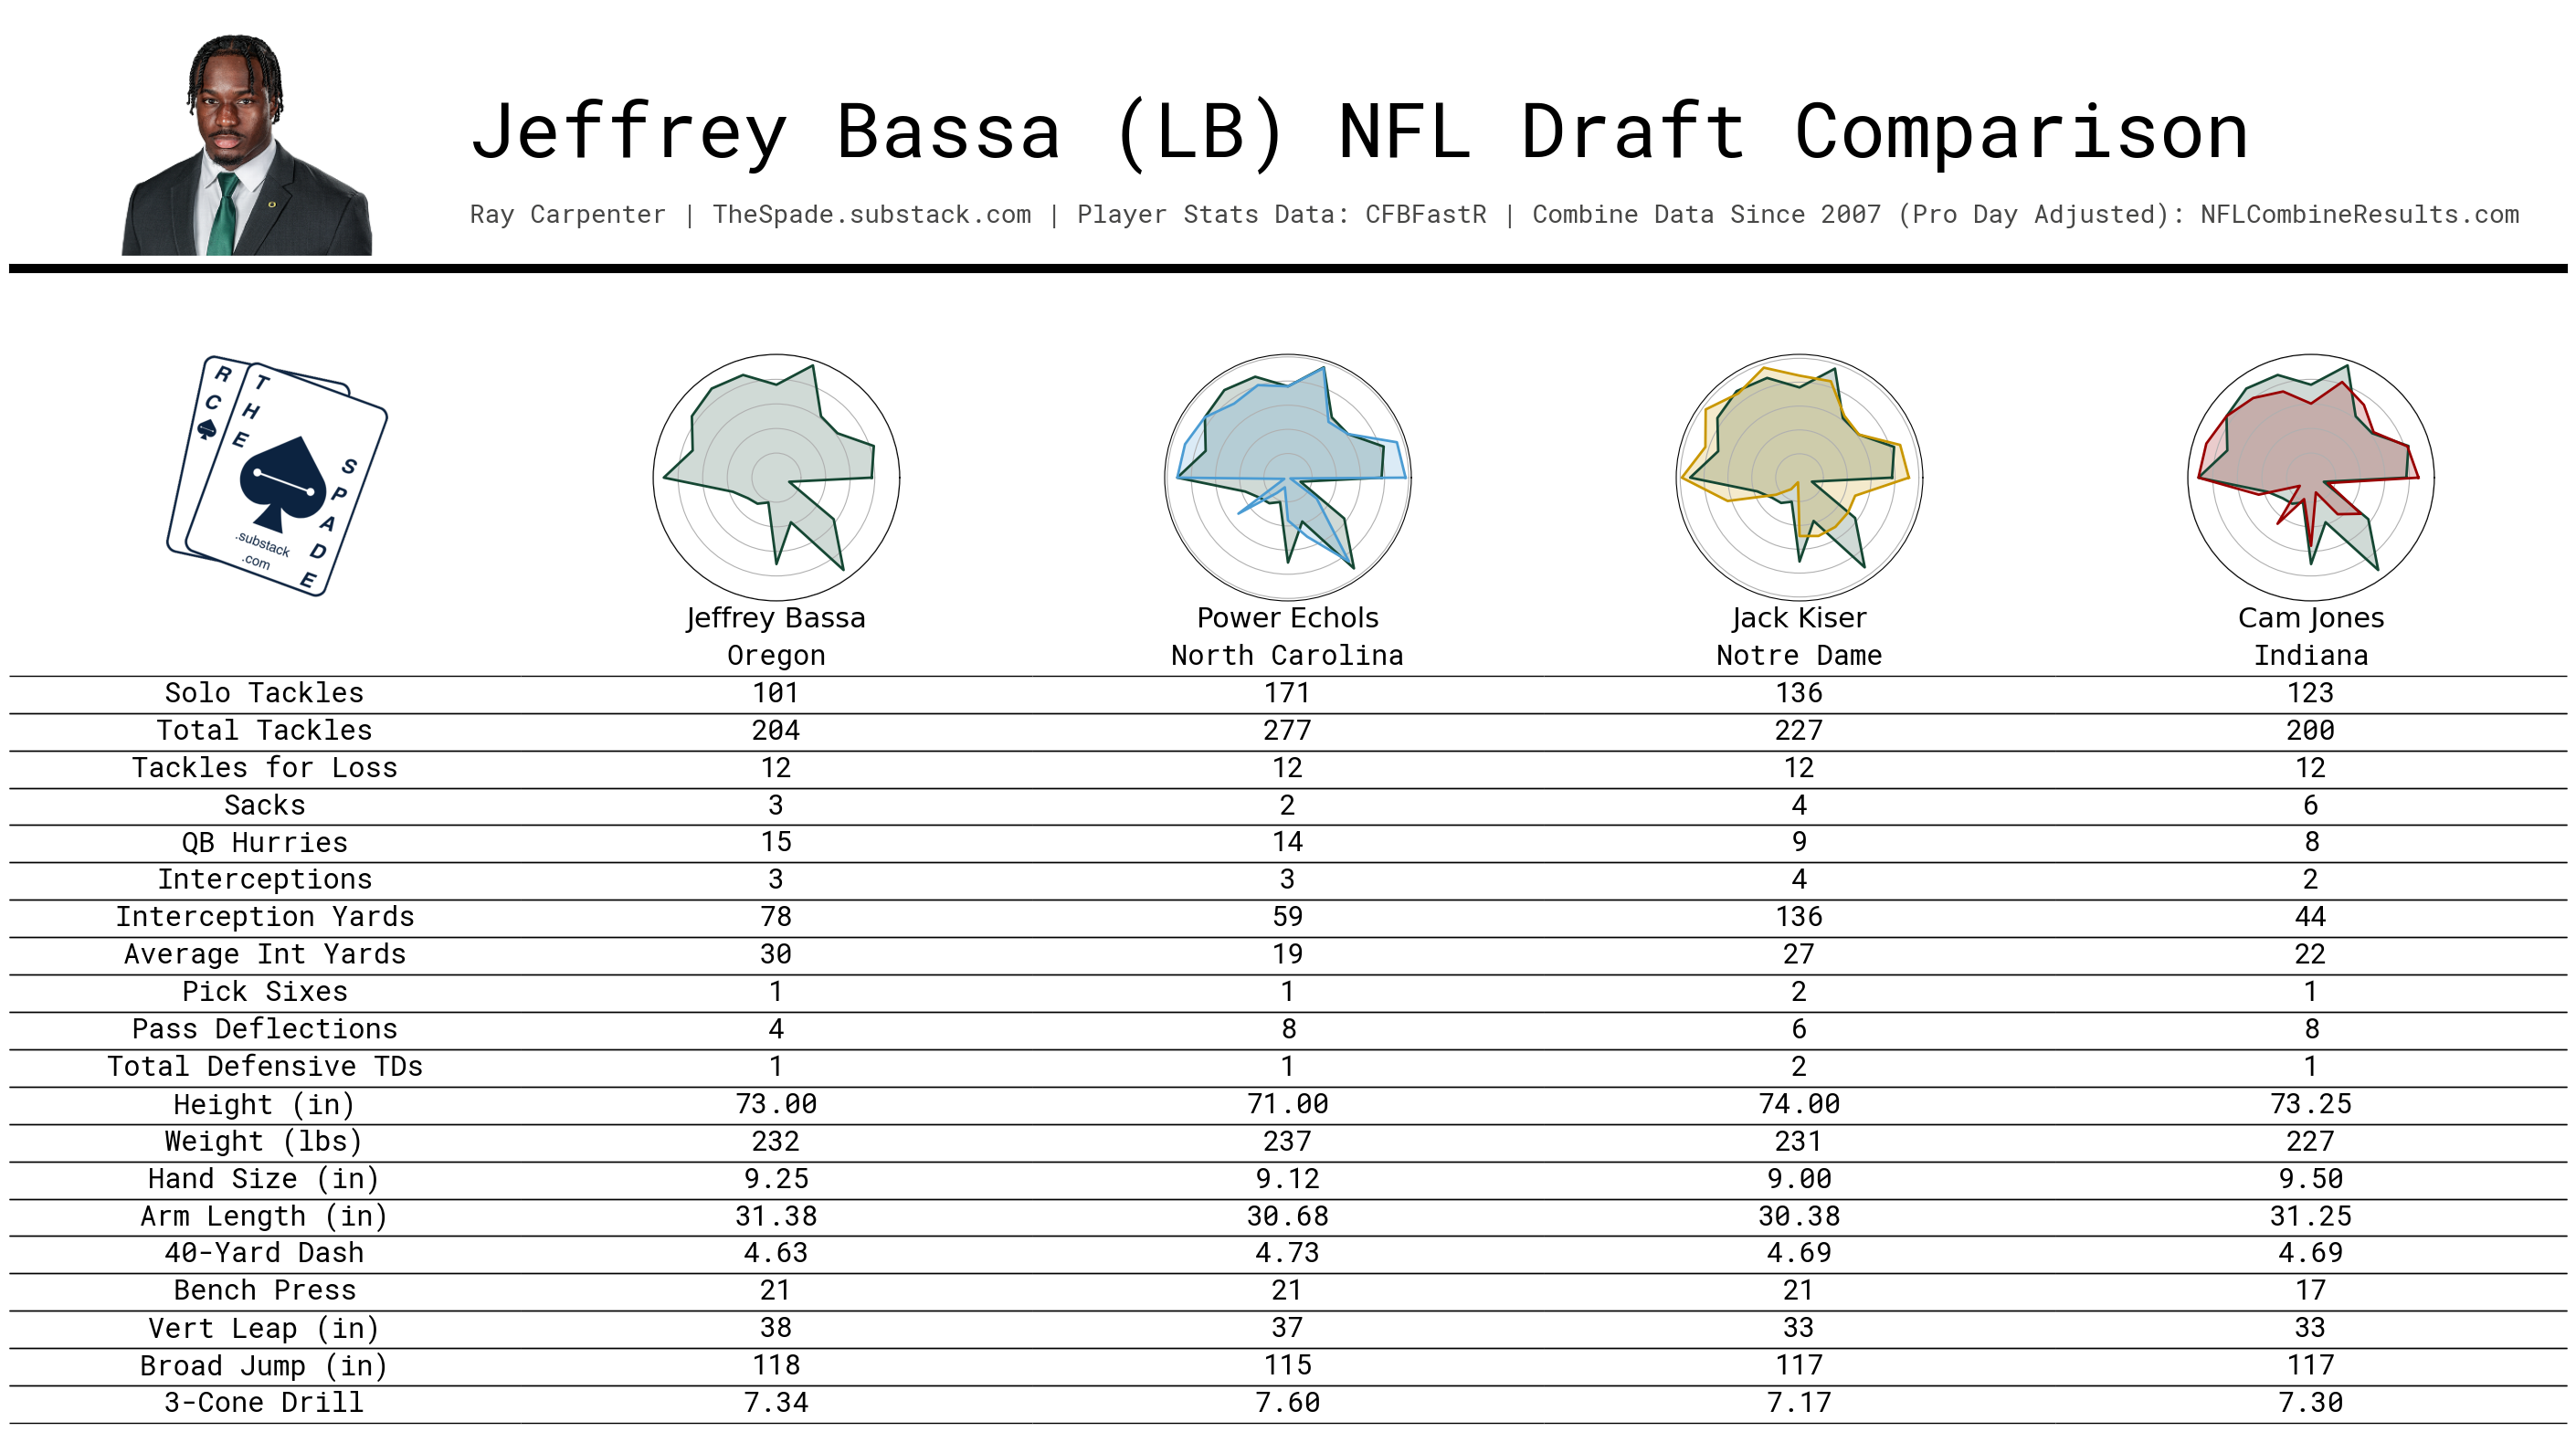 Jeffrey Bassa (LB) NFL Draft Comparison
Ray Carpenter | TheSpade.substack.com | Player Stats Data: CFBFastR | Combine Data Since 2007 (Pro Day Adjusted): NFLCombineResults.com
R C
THE
SPADE
.substack
.com
Jeffrey Bassa Power Echols Jack Kiser Cam Jones
Oregon North Carolina Notre Dame Indiana
Solo Tackles 101 171 136 123
Total Tackles 204 277 227 200
Tackles for Loss 12 12 12 12
Sacks 3 2 4 6
QB Hurries 15 14 9 8
Interceptions 3 3 4 2
Interception Yards 78 59 136 44
Average Int Yards 30 19 27 22
Pick Sixes 1 1 2 1
Pass Deflections 4 8 6 8
Total Defensive TDs 1 1 2 1
Height (in) 73.00 71.00 74.00 73.25
Weight (lbs) 232 237 231 227
Hand Size (in) 9.25 9.12 9.00 9.50
Arm Length (in) 31.38 30.68 30.38 31.25
40-Yard Dash 4.63 4.73 4.69 4.69
Bench Press 21 21 21 17
Vert Leap (in) 38 37 33 33
Broad Jump (in) 118 115 117 117
3-Cone Drill 7.34 7.60 7.17 7.30